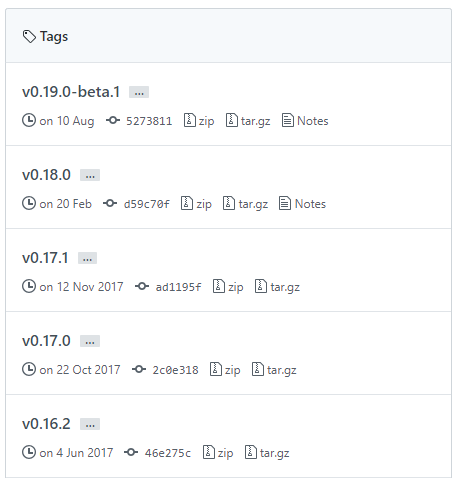 Tags
v0.19.0-beta.1 ...
on 10 Aug 5273811 zip tar.gz Notes
v0.18.0 ...
on 20 Feb d59c70f zip tar.gz Notes
v0.17.1 ...
on 12 Nov 2017 ad1195f zip tar.gz
v0.17.0 ...
on 22 Oct 2017 2c0e318 zip tar.gz
v0.16.2 ...
on 4 Jun 2017 46e275c zip tar.gz